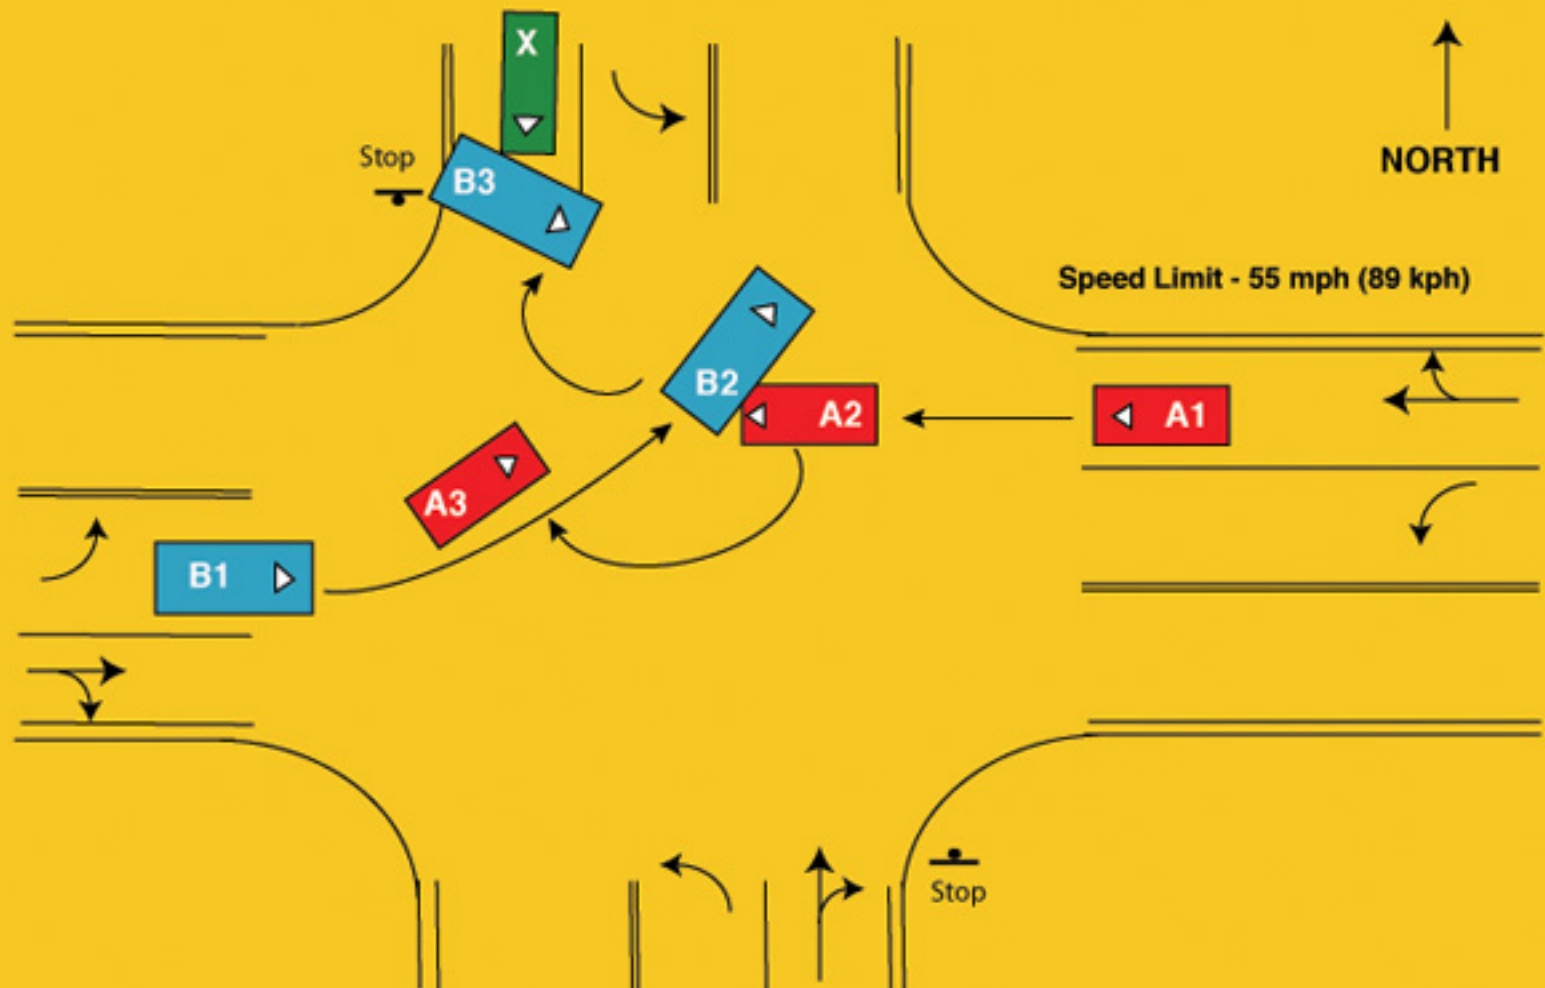 X
Stop
B3
NORTH
Speed Limit - 55 mph (89 kph)
B2
A2
A1
A3
B1
Stop